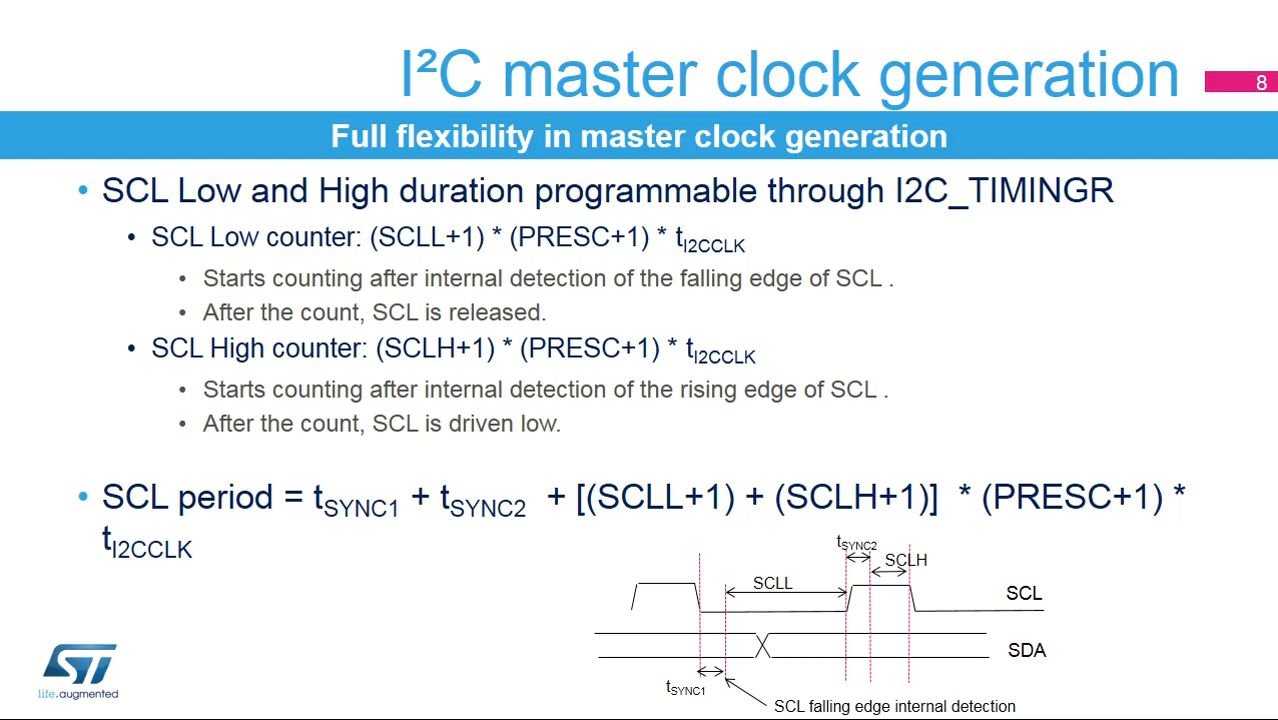 I²C master clock generation
8
Full flexibility in master clock generation
• SCL Low and High duration programmable through I2C_TIMINGR
• SCL Low counter: (SCLL+1) * (PRESC+1) * tI2CCLK
• Starts counting after internal detection of the falling edge of SCL .
• After the count, SCL is released.
• SCL High counter: (SCLH+1) * (PRESC+1) * tI2CCLK
• Starts counting after internal detection of the rising edge of SCL .
• After the count, SCL is driven low.
• SCL period = tSYNC1 + tSYNC2 + [(SCLL+1) + (SCLH+1)] * (PRESC+1) *
tI2CCLK
tSYNC2
SCLH
SCLL
SCL
SDA
tSYNC1
SCL falling edge internal detection
ST
life.augmented